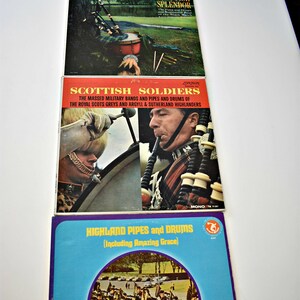 SPLENDOR
SCOTTISH SOLDIERS
THE MASSED MILITARY BANDS AND PIPES AND DRUMS OF
THE ROYAL SCOTS GREYS AND ARGYLE & SUTHERLAND HIGHLANDERS
MONO
HIGHLAND PIPES and DRUMS
(Including Amazing Grace)